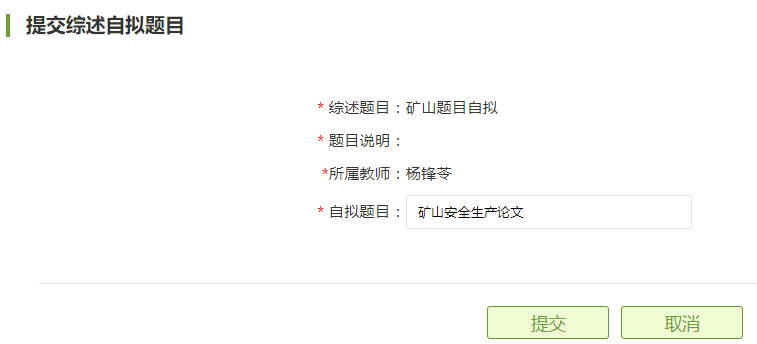 提交综述自拟题目
* 综述题目：矿山题目自拟
* 题目说明：
*所属教师：杨锋苓
* 自拟题目：矿山安全生产论文
提交 取消